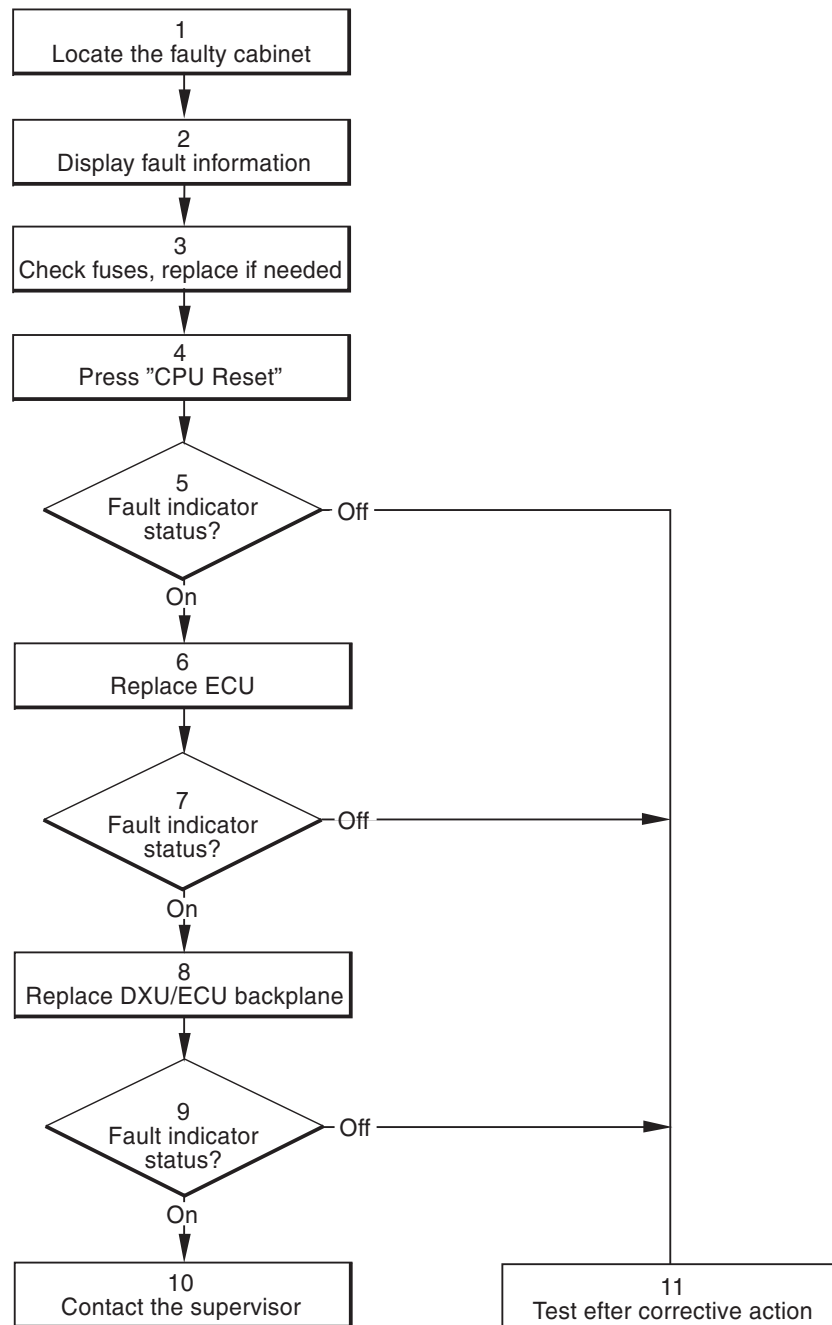 1
Locate the faulty cabinet
2
Display fault information
3
Check fuses, replace if needed
4
Press ”CPU Reset”
5
Fault indicator
status?
Off
On
6
Replace ECU
7
Fault indicator
status?
Off
On
8
Replace DXU/ECU backplane
9
Fault indicator
status?
Off
On
10
Contact the supervisor
11
Test efter corrective action